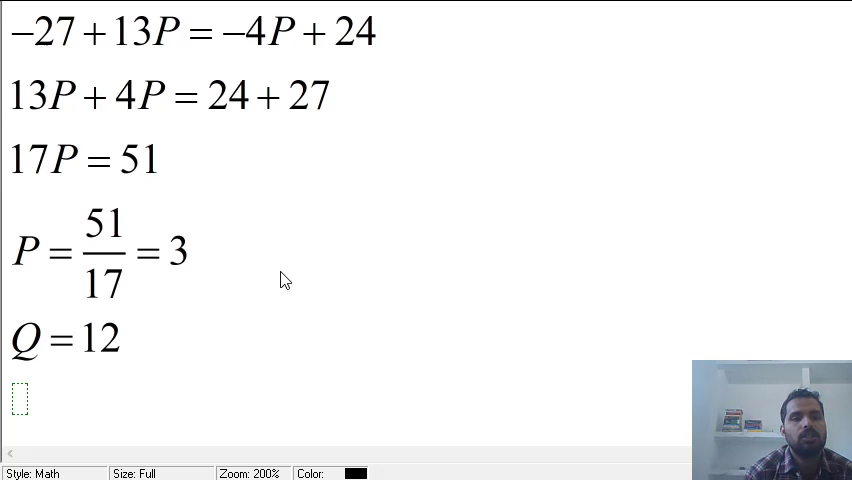 −27 + 13P = −4P + 24
13P + 4P = 24 + 27
17P = 51
P = 51/17 = 3
Q = 12
Style: Math Size: Full Zoom: 200% Color: